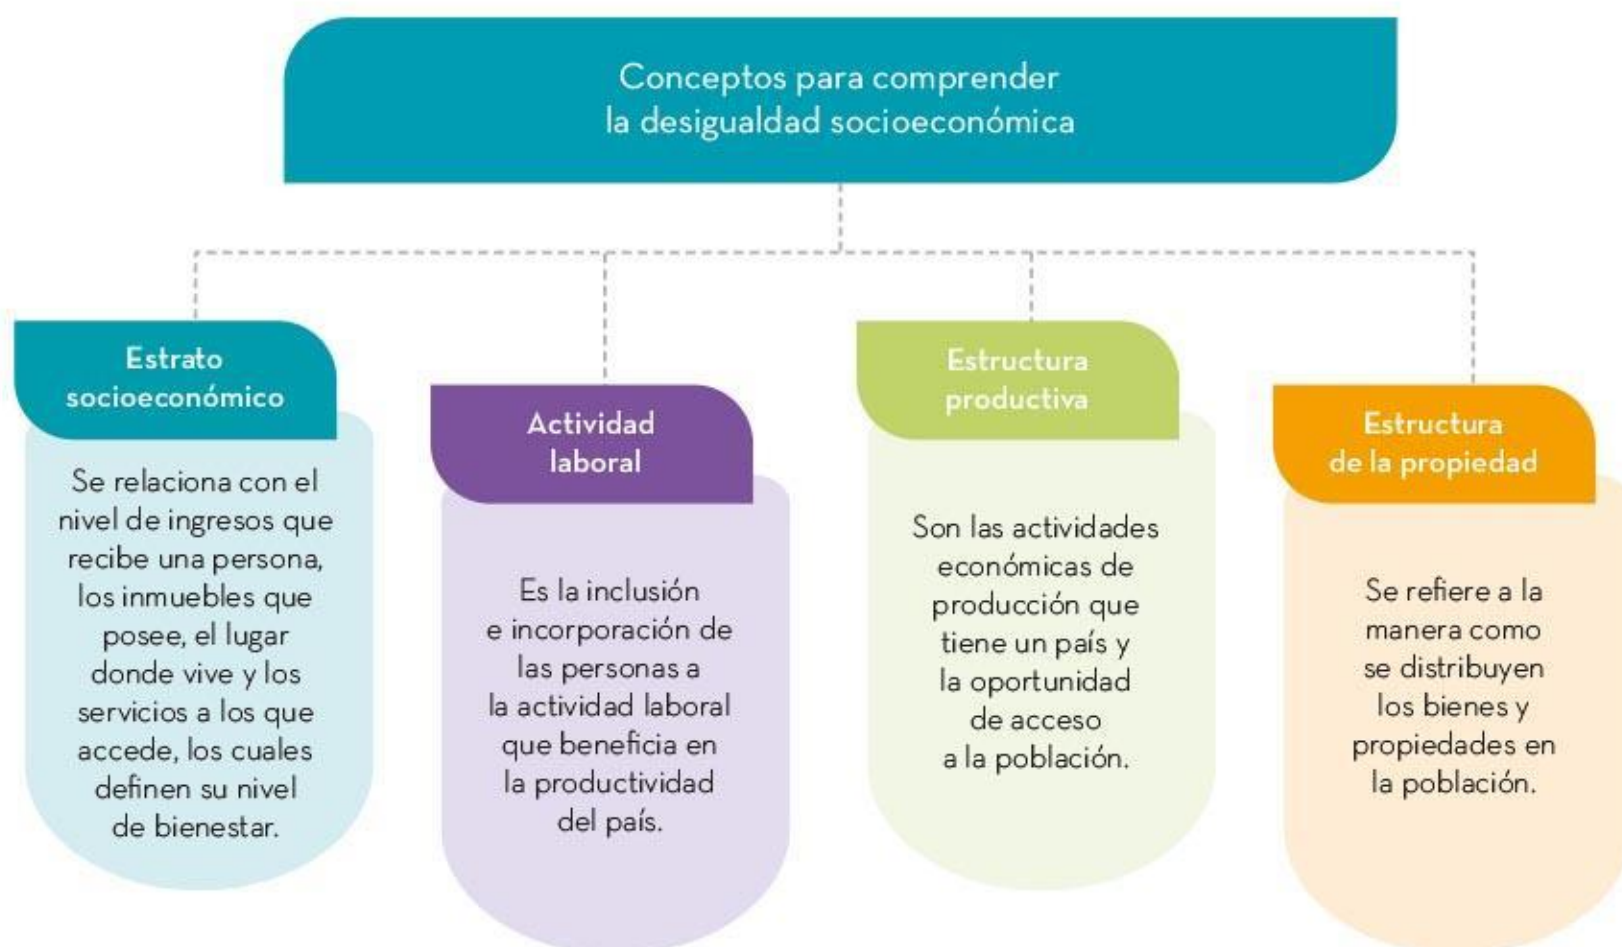 Conceptos para comprender
la desigualdad socioeconómica
Estrato
socioeconómico
Se relaciona con el
nivel de ingresos que
recibe una persona,
los inmuebles que
posee, el lugar
donde vive y los
servicios a los que
accede, los cuales
definen su nivel
de bienestar.
Actividad
laboral
Es la inclusión
e incorporación de
las personas a
la actividad laboral
que beneficia en
la productividad
del país.
Estructura
productiva
Son las actividades
económicas de
producción que
tiene un país y
la oportunidad
de acceso
a la población.
Estructura
de la propiedad
Se refiere a la
manera como
se distribuyen
los bienes y
propiedades en
la población.